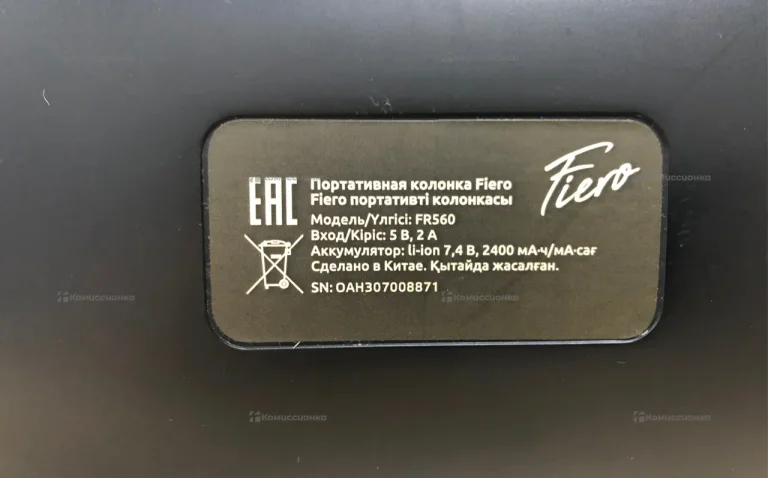 Fiero
EAC
Портативная колонка Fiero
Fiero портативті колонкасы
Модель/Үлгісі: FR560
Вход/Кіріс: 5 В, 2 А
Аккумулятор: li-ion 7,4 В, 2400 мА·ч/мА·сағ
Сделано в Китае. Қытайда жасалған.
SN: OAH307008871
Комиссионка
Комиссионка
Комиссионка
Комиссионка
Комиссионка
Комиссионка